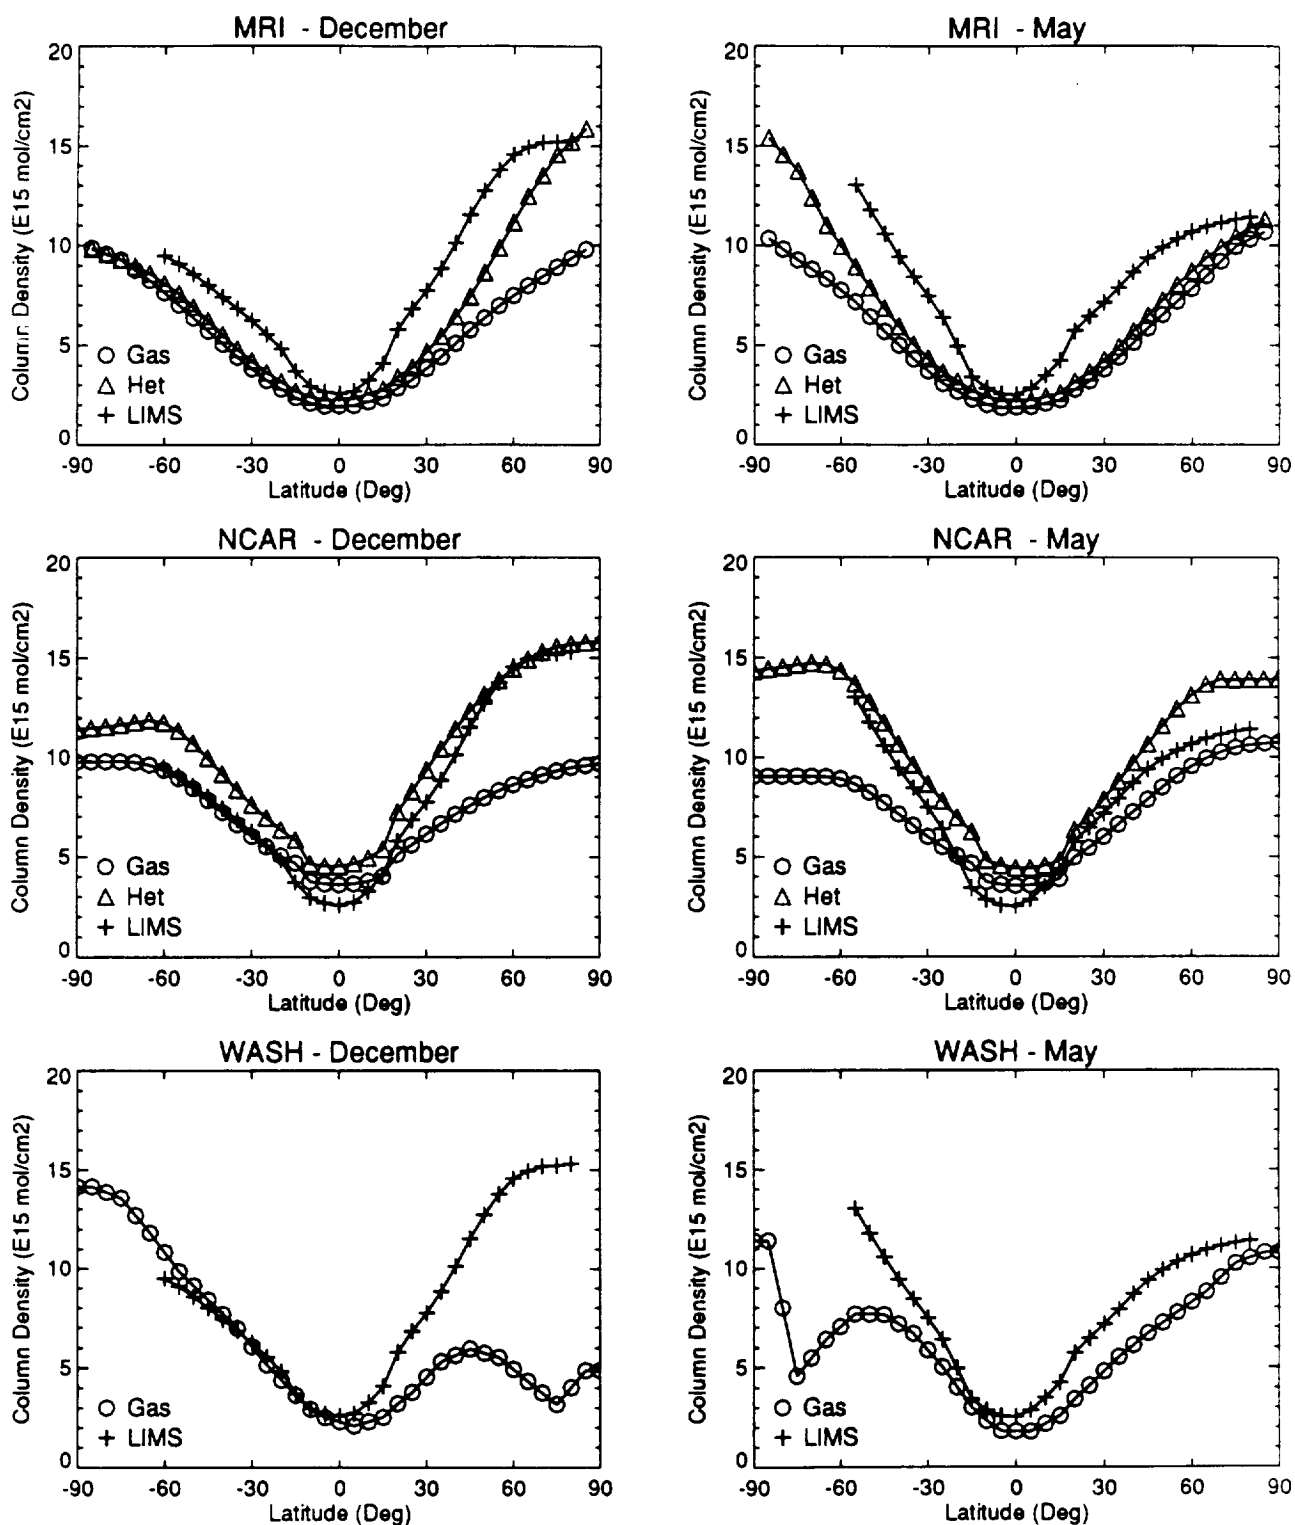 MRI - December
20
15
10
5
0
Column Density (E15 mol/cm2)
Gas
Het
LIMS
-90 -60 -30 0 30 60 90
Latitude (Deg)
MRI - May
20
15
10
5
0
Column Density (E15 mol/cm2)
Gas
Het
LIMS
-90 -60 -30 0 30 60 90
Latitude (Deg)
NCAR - December
20
15
10
5
0
Column Density (E15 mol/cm2)
Gas
Het
LIMS
-90 -60 -30 0 30 60 90
Latitude (Deg)
NCAR - May
20
15
10
5
0
Column Density (E15 mol/cm2)
Gas
Het
LIMS
-90 -60 -30 0 30 60 90
Latitude (Deg)
WASH - December
20
15
10
5
0
Column Density (E15 mol/cm2)
Gas
LIMS
-90 -60 -30 0 30 60 90
Latitude (Deg)
WASH - May
20
15
10
5
0
Column Density (E15 mol/cm2)
Gas
LIMS
-90 -60 -30 0 30 60 90
Latitude (Deg)